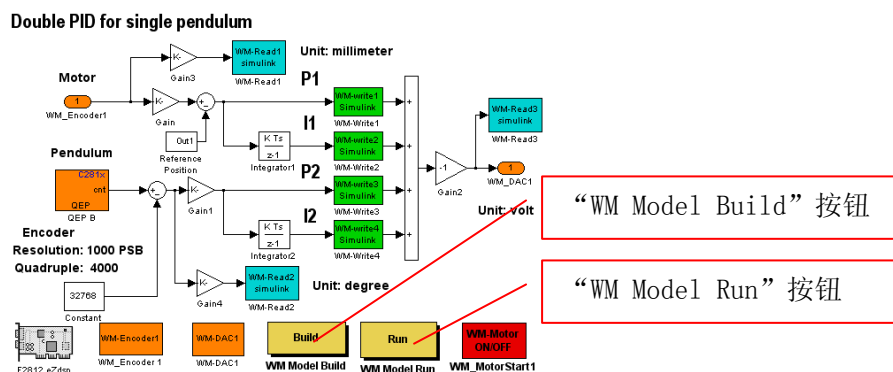 Double PID for single pendulum
K-
Gain3
WM-Read1
simulink
WM-Read1
Unit: millimeter
Motor
1
WM_Encoder1
K-
Gain
+
-
Out1
Reference
Position
P1
WM-write1
Simulink
WM-Write1
+
I1
K Ts
z-1
Integrator1
WM-write2
Simulink
WM-Write2
+
P2
WM-write3
Simulink
WM-Write3
+
I2
K Ts
z-1
Integrator2
WM-write4
Simulink
WM-Write4
+
-1
Gain2
WM-Read3
simulink
WM-Read3
1
WM_DAC1
Unit: volt
Pendulum
C281x
cnt
QEP
QEP B
+
-
K-
Gain1
Encoder
Resolution: 1000 PSB
Quadruple: 4000
K-
Gain4
WM-Read2
simulink
WM-Read2
Unit: degree
32768
Constant
“WM Model Build”按钮
“WM Model Run”按钮
F2812 eZdsp
WM-Encoder1
WM_Encoder 1
WM-DAC1
WM-DAC1
Build
WM Model Build
Run
WM Model Run
WM-Motor
ON/OFF
WM_MotorStart1